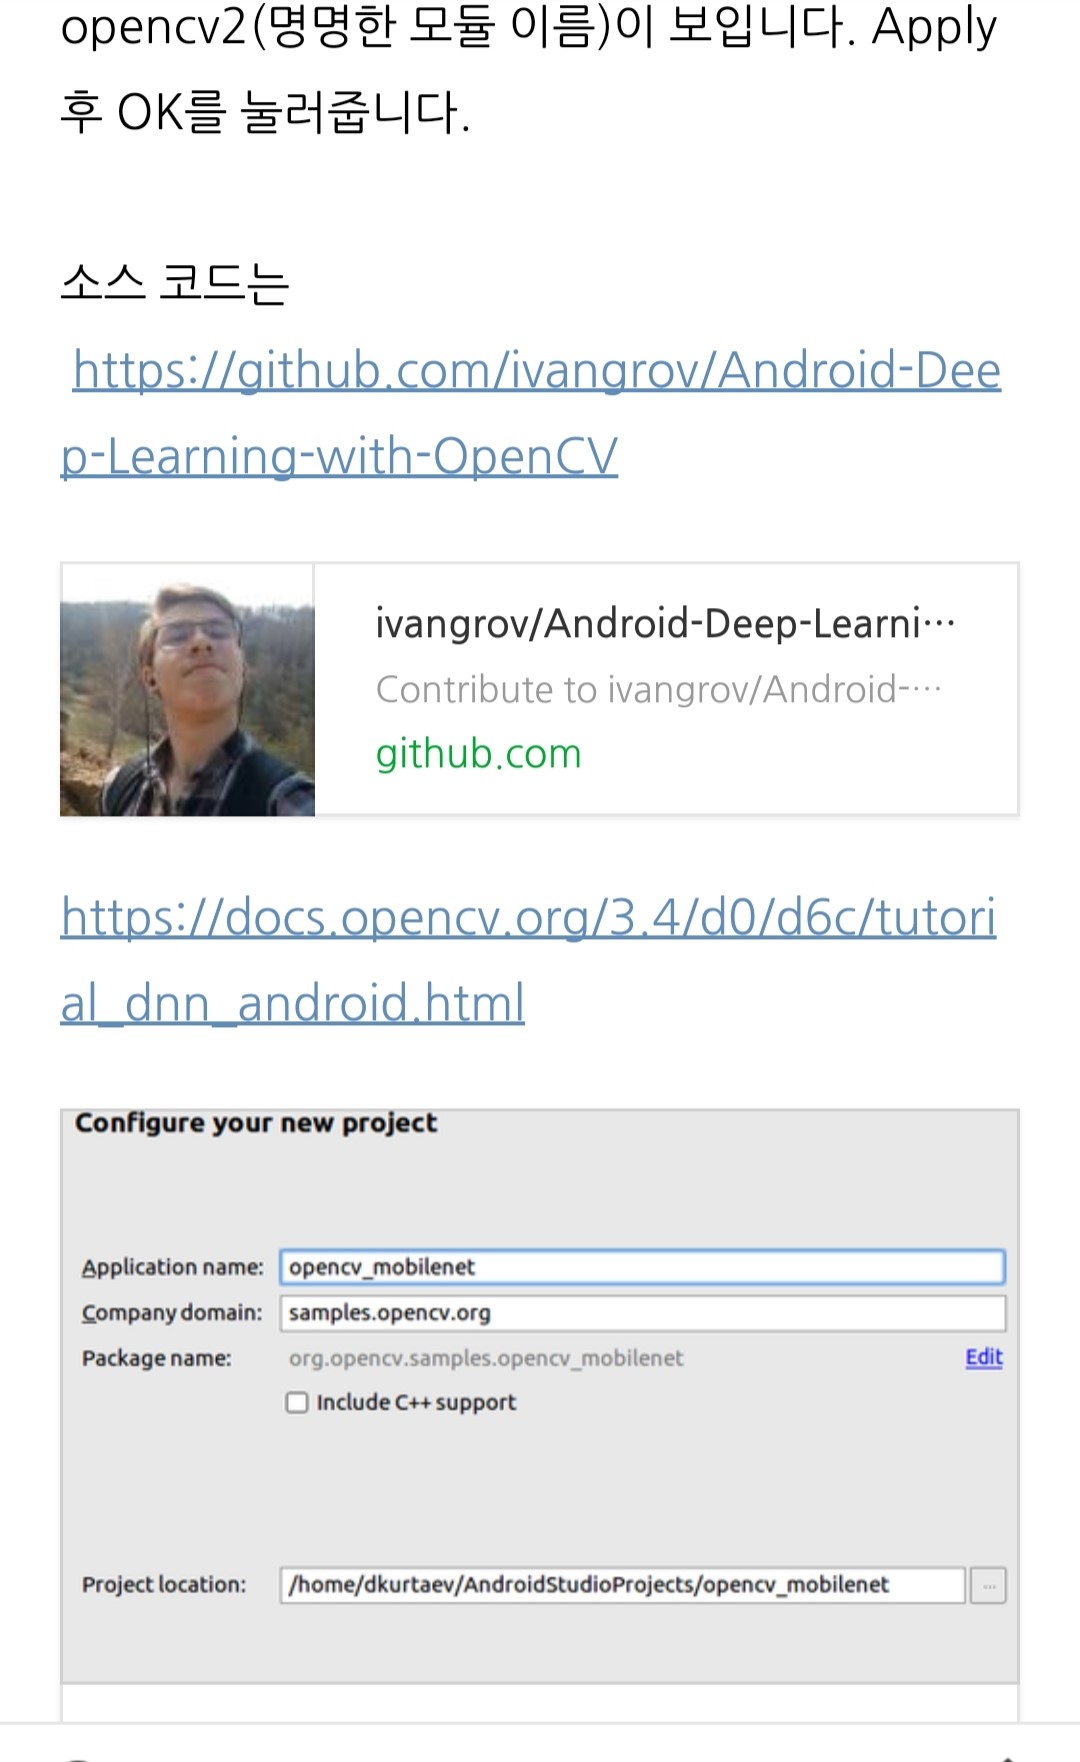 opencv2(명명한 모듈 이름)이 보입니다. Apply
후 OK를 눌러줍니다.
소스 코드는
https://github.com/ivangrov/Android-Dee
p-Learning-with-OpenCV
ivangrov/Android-Deep-Learni…
Contribute to ivangrov/Android-…
github.com
https://docs.opencv.org/3.4/d0/d6c/tutori
al_dnn_android.html
Configure your new project
Application name: opencv_mobilenet
Company domain: samples.opencv.org
Package name: org.opencv.samples.opencv_mobilenet Edit
Include C++ support
Project location: /home/dkurtaev/AndroidStudioProjects/opencv_mobilenet ...